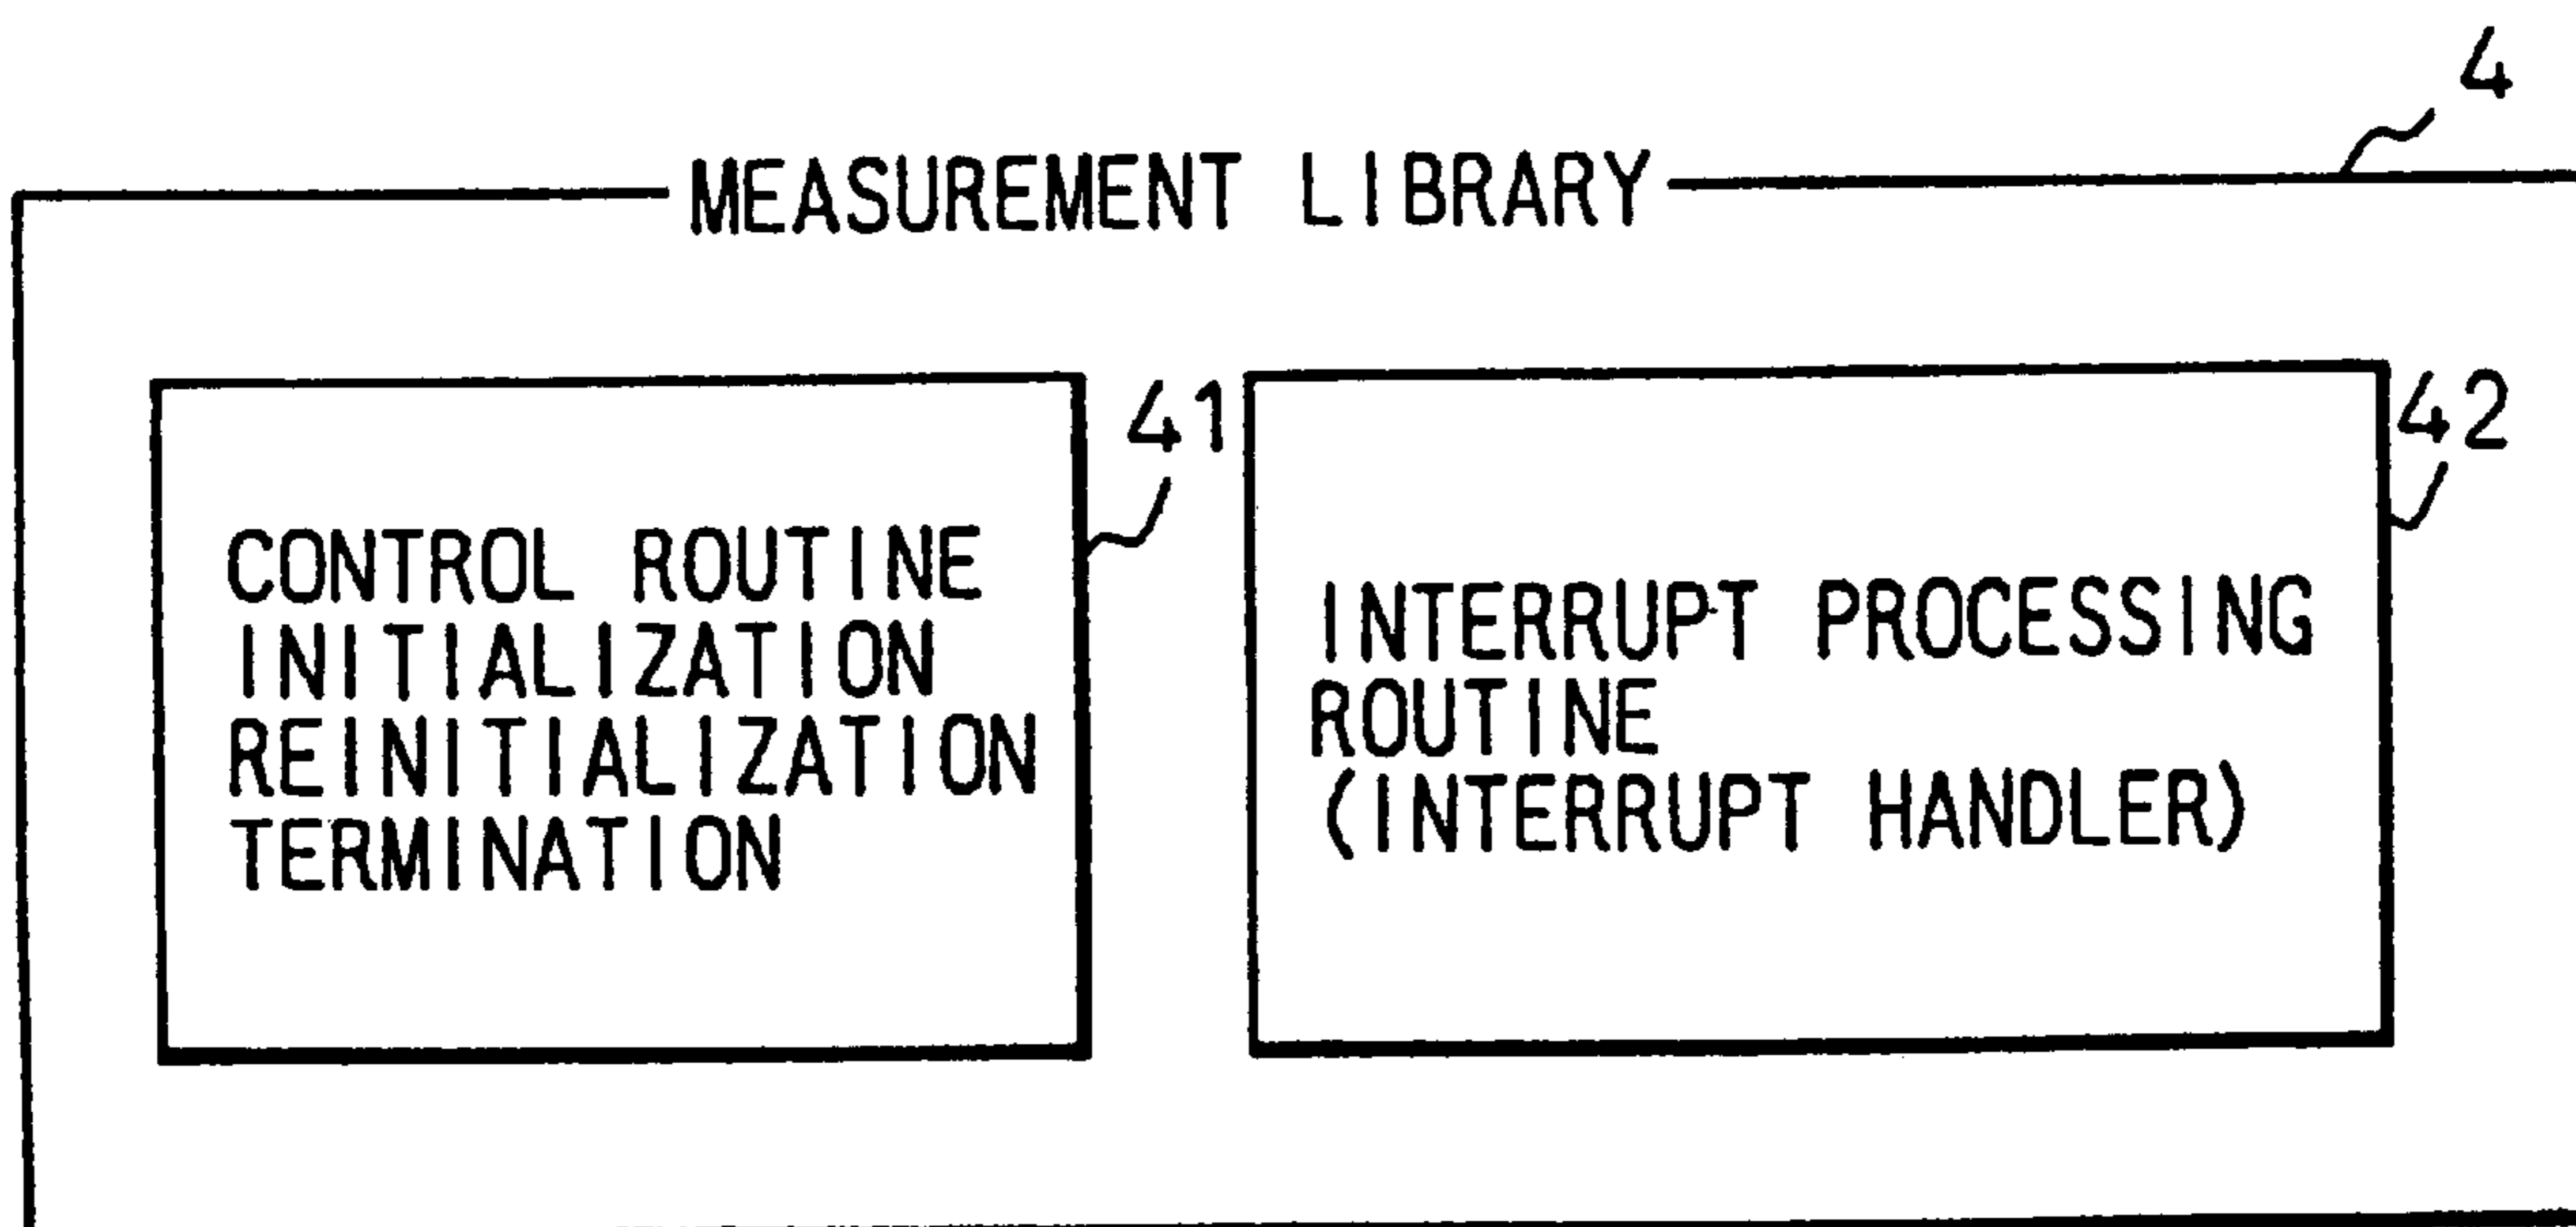 4
MEASUREMENT LIBRARY
41
42
CONTROL ROUTINE
INITIALIZATION
REINITIALIZATION
TERMINATION
INTERRUPT PROCESSING
ROUTINE
(INTERRUPT HANDLER)